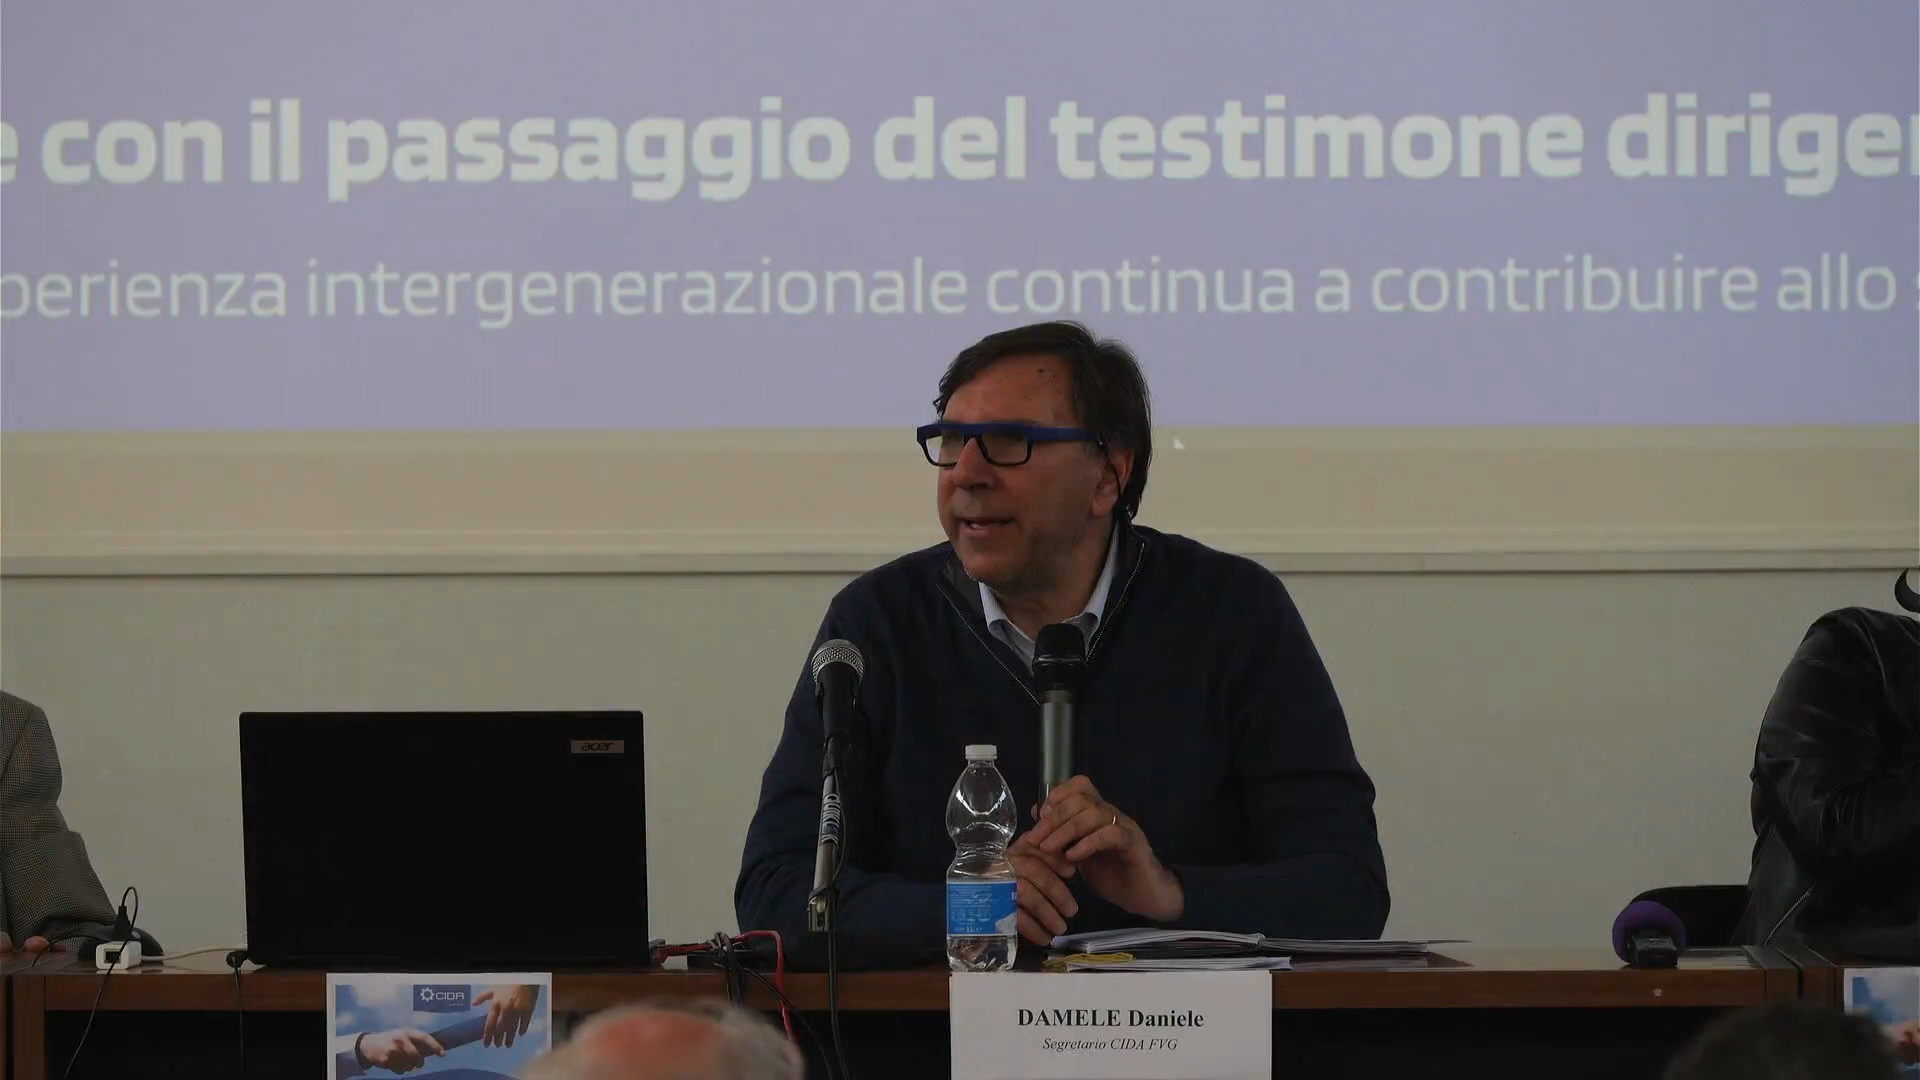 e con il passaggio del testimone dirige
perienza intergenerazionale continua a contribuire allo s
acer
CIDA
DAMELE Daniele
Segretario CIDA FVG